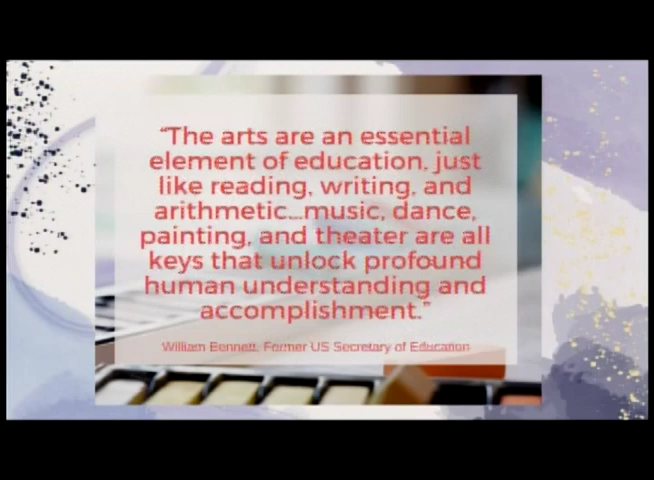 “The arts are an essential
element of education, just
like reading, writing, and
arithmetic...music, dance,
painting, and theater are all
keys that unlock profound
human understanding and
accomplishment.”
William Bennett, Former US Secretary of Education